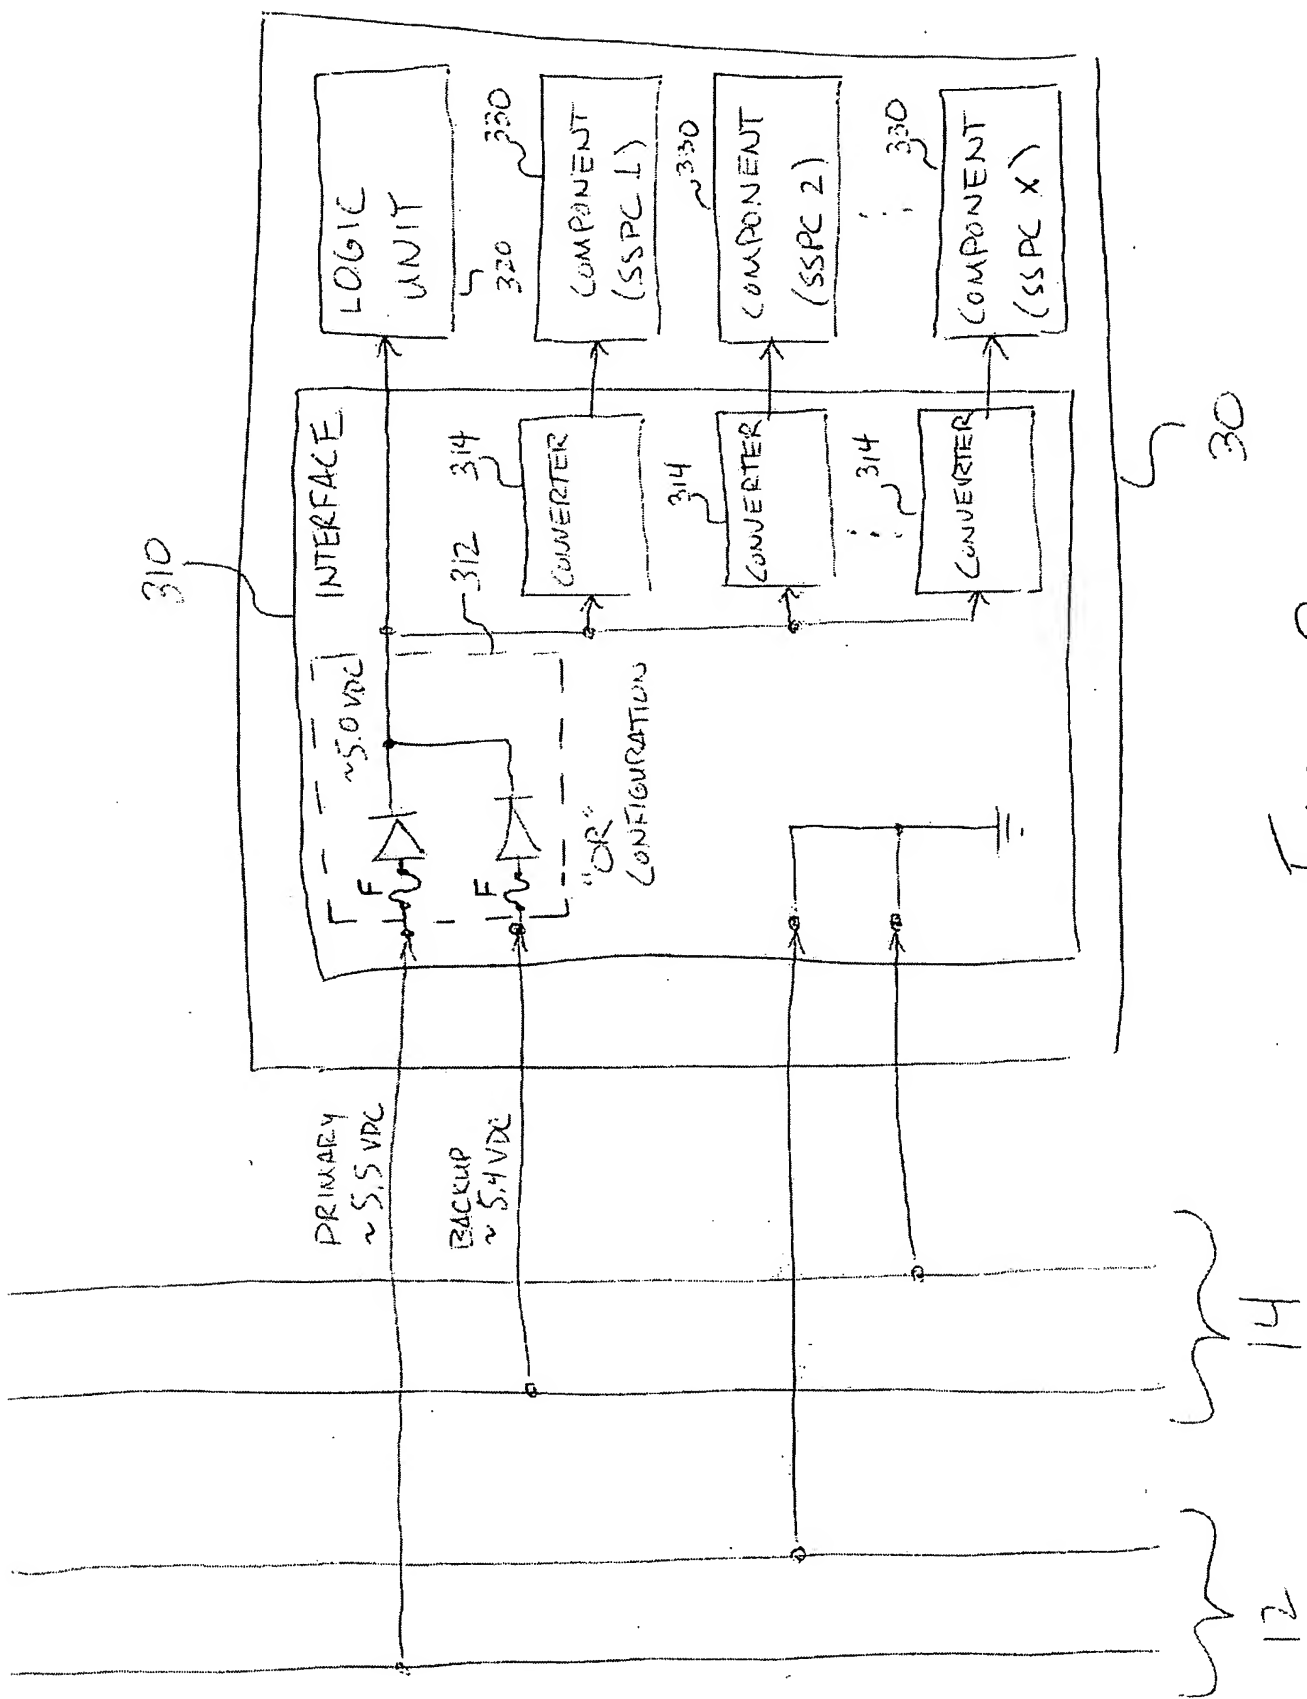 310
INTERFACE
LOGIC
UNIT
320
330
COMPONENT
(SSPC 1)
~330
COMPONENT
(SSPC 2)
330
COMPONENT
(SSPC X)
~5.0 VDC
312
314
CONVERTER
314
CONVERTER
314
CONVERTER
F
F
"OR"
CONFIGURATION
PRIMARY
~5.5 VDC
BACKUP
~5.4 VDC
30
14
12